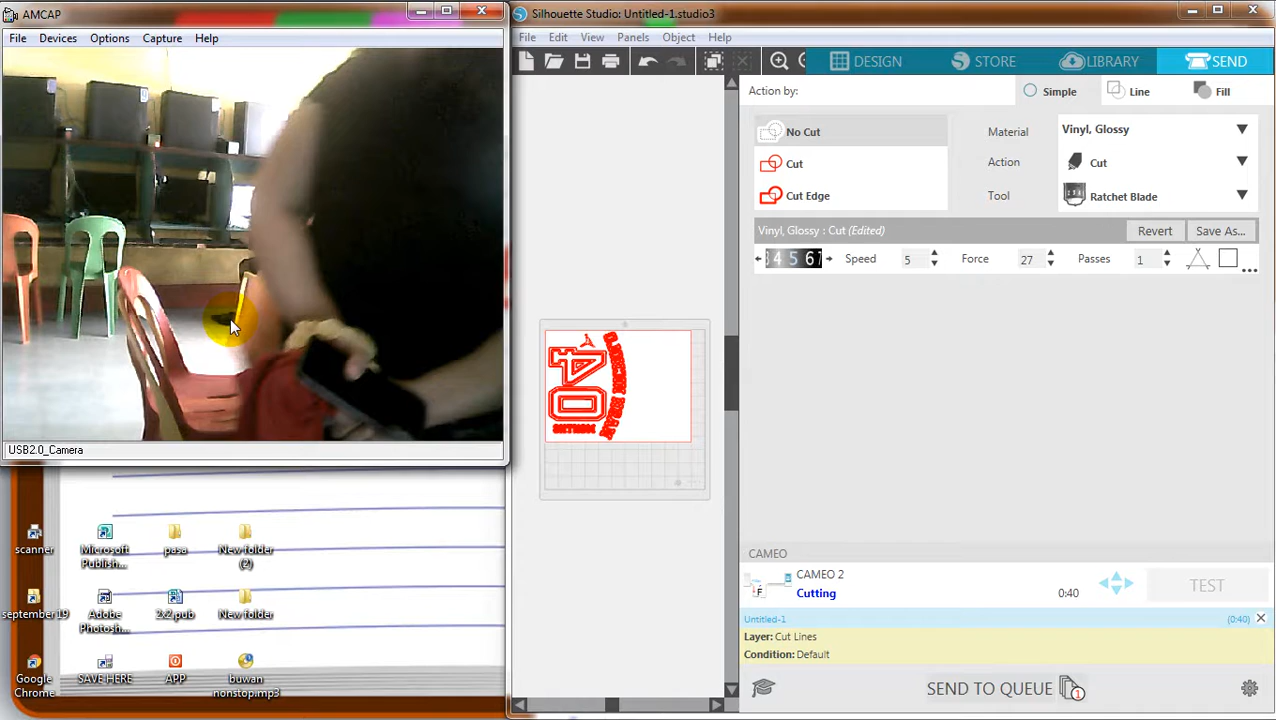 AMCAP
File Devices Options Capture Help
USB2.0_Camera
scanner
Microsoft Publish...
pasa
New folder (2)
september19
Adobe Photosh...
2x2.pub
New folder
Google Chrome
SAVE HERE
APP
buwan nonstop.mp3
Silhouette Studio: Untitled-1.studio3
File Edit View Panels Object Help
DESIGN STORE LIBRARY SEND
Action by: Simple Line Fill
No Cut
Cut
Cut Edge
Material Vinyl, Glossy
Action Cut
Tool Ratchet Blade
Vinyl, Glossy : Cut (Edited) Revert Save As...
4 5 6 Speed 5 Force 27 Passes 1
40
CAMEO
CAMEO 2
Cutting 0:40 TEST
Untitled-1 (0:40)
Layer: Cut Lines
Condition: Default
SEND TO QUEUE 1